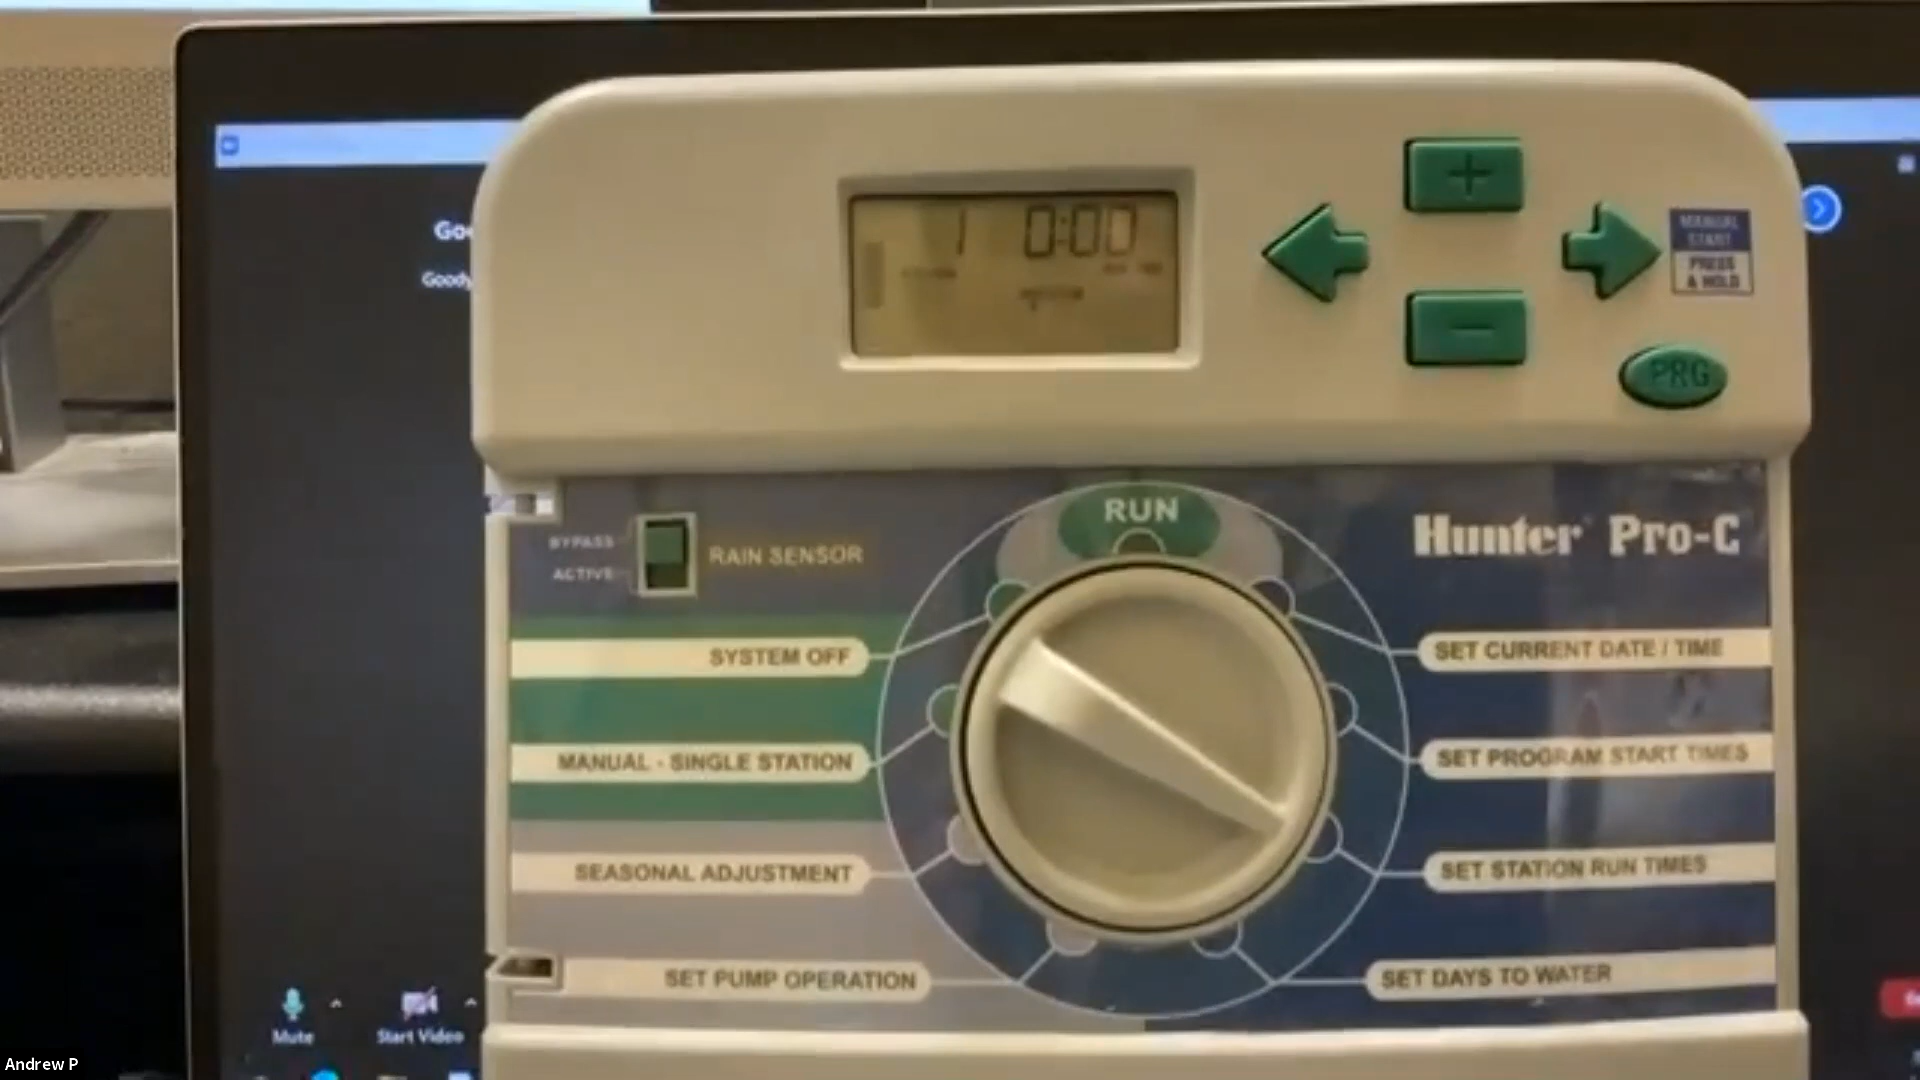 1 0:00
MANUAL
START
PRESS
& HOLD
PRG
RUN
Hunter Pro-C
BYPASS
ACTIVE
RAIN SENSOR
SYSTEM OFF
SET CURRENT DATE / TIME
MANUAL - SINGLE STATION
SET PROGRAM START TIMES
SEASONAL ADJUSTMENT
SET STATION RUN TIMES
SET PUMP OPERATION
SET DAYS TO WATER
Mute
Start Video
Andrew P